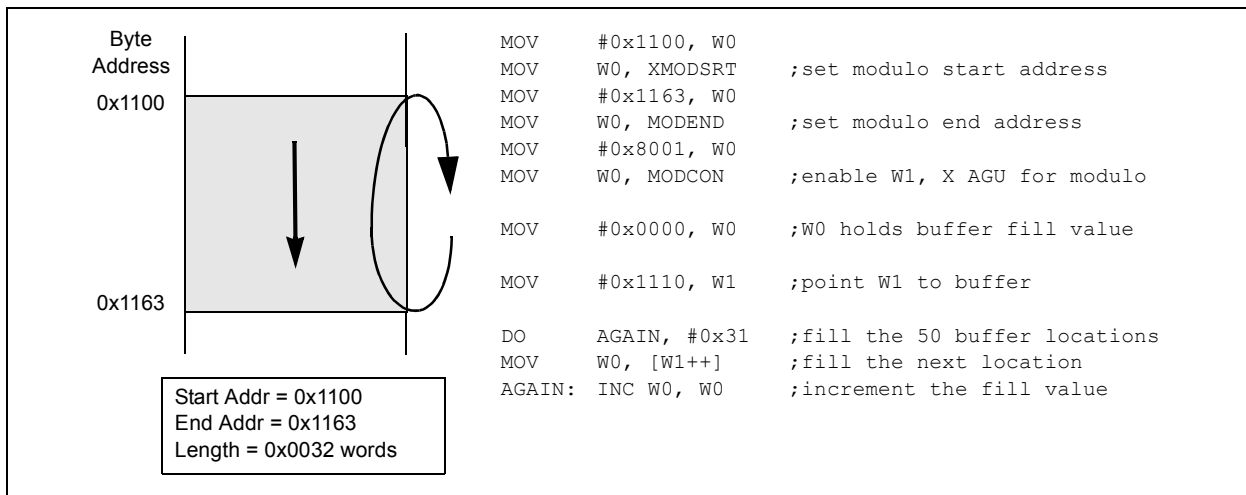 Byte
Address
0x1100
0x1163
Start Addr = 0x1100
End Addr = 0x1163
Length = 0x0032 words
MOV #0x1100, W0
MOV W0, XMODSRT ;set modulo start address
MOV #0x1163, W0
MOV W0, MODEND ;set modulo end address
MOV #0x8001, W0
MOV W0, MODCON ;enable W1, X AGU for modulo
MOV #0x0000, W0 ;W0 holds buffer fill value
MOV #0x1110, W1 ;point W1 to buffer
DO AGAIN, #0x31 ;fill the 50 buffer locations
MOV W0, [W1++] ;fill the next location
AGAIN: INC W0, W0 ;increment the fill value